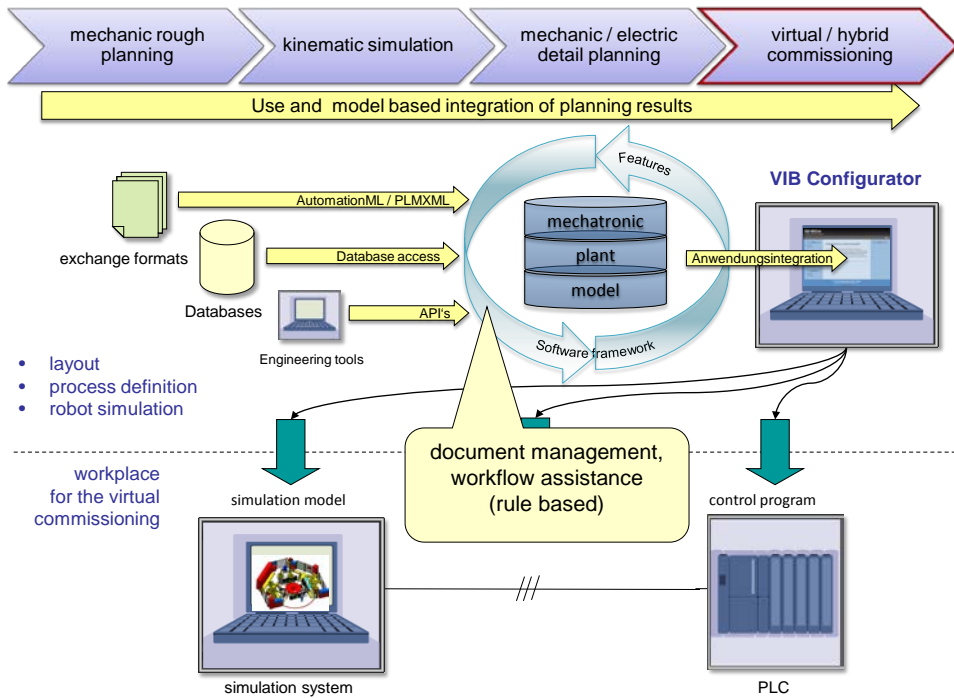 mechanic rough
planning
kinematic simulation
mechanic / electric
detail planning
virtual / hybrid
commissioning
Use and model based integration of planning results
Features
VIB Configurator
AutomationML / PLMXML
mechatronic
exchange formats
Database access
plant
Anwendungsintegration
Databases
model
API's
Engineering tools
Software framework
• layout
• process definition
• robot simulation
document management,
workflow assistance
(rule based)
workplace
for the virtual
commissioning
simulation model
control program
simulation system
PLC